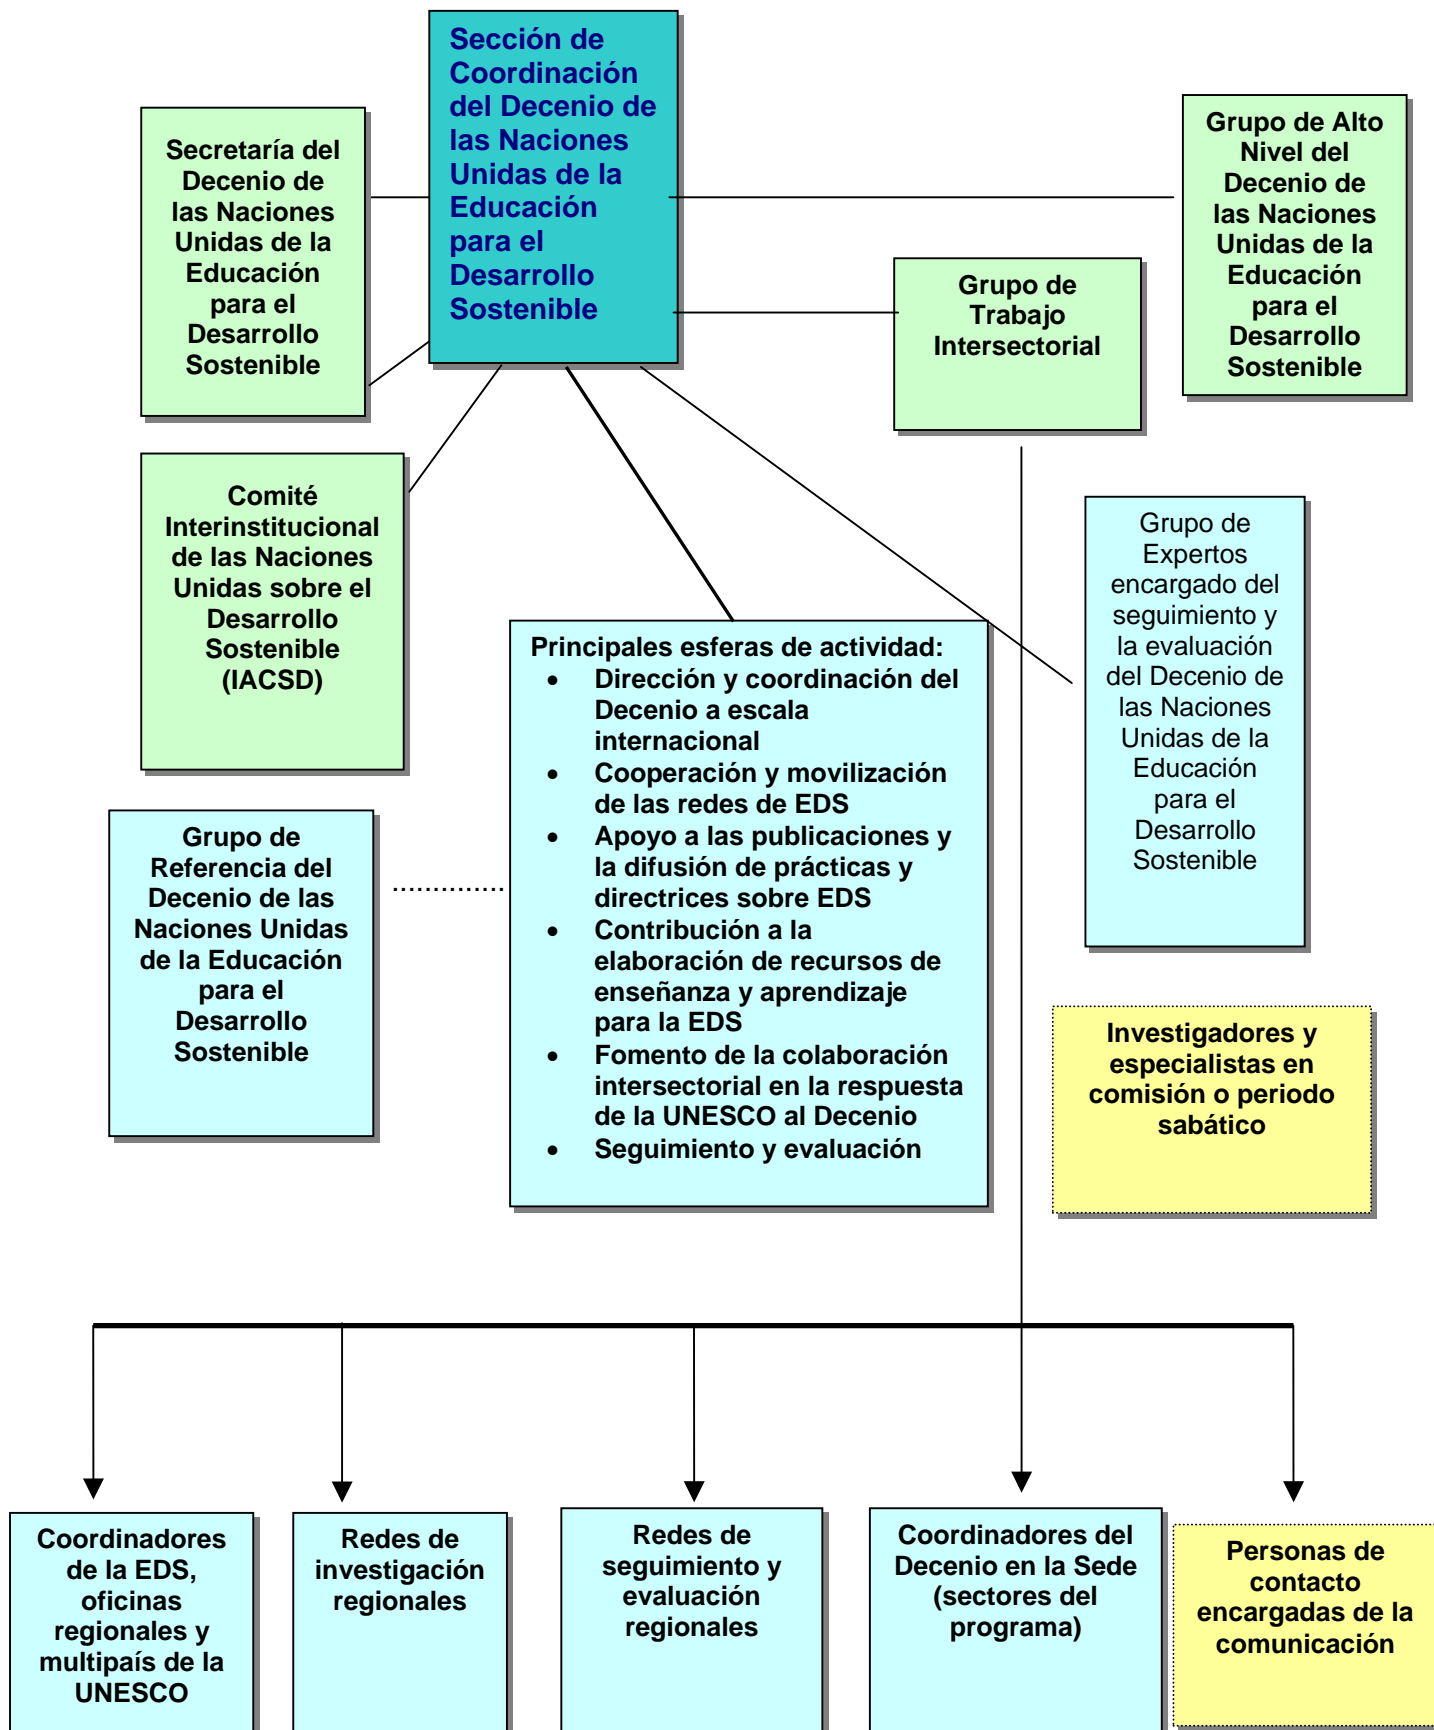 Sección de
Coordinación
del Decenio de
las Naciones
Unidas de la
Educación
para el
Desarrollo
Sostenible
Secretaría del
Decenio de
las Naciones
Unidas de la
Educación
para el
Desarrollo
Sostenible
Grupo de Alto
Nivel del
Decenio de
las Naciones
Unidas de la
Educación
para el
Desarrollo
Sostenible
Grupo de
Trabajo
Intersectorial
Comité
Interinstitucional
de las Naciones
Unidas sobre el
Desarrollo
Sostenible
(IACSD)
Grupo de
Expertos
encargado del
seguimiento y
la evaluación
del Decenio de
las Naciones
Unidas de la
Educación
para el
Desarrollo
Sostenible
Principales esferas de actividad:
• Dirección y coordinación del
Decenio a escala
internacional
• Cooperación y movilización
de las redes de EDS
• Apoyo a las publicaciones y
la difusión de prácticas y
directrices sobre EDS
• Contribución a la
elaboración de recursos de
enseñanza y aprendizaje
para la EDS
• Fomento de la colaboración
intersectorial en la respuesta
de la UNESCO al Decenio
• Seguimiento y evaluación
Grupo de
Referencia del
Decenio de las
Naciones Unidas
de la Educación
para el
Desarrollo
Sostenible
Investigadores y
especialistas en
comisión o periodo
sabático
Coordinadores
de la EDS,
oficinas
regionales y
multipaís de la
UNESCO
Redes de
investigación
regionales
Redes de
seguimiento y
evaluación
regionales
Coordinadores del
Decenio en la Sede
(sectores del
programa)
Personas de
contacto
encargadas de la
comunicación